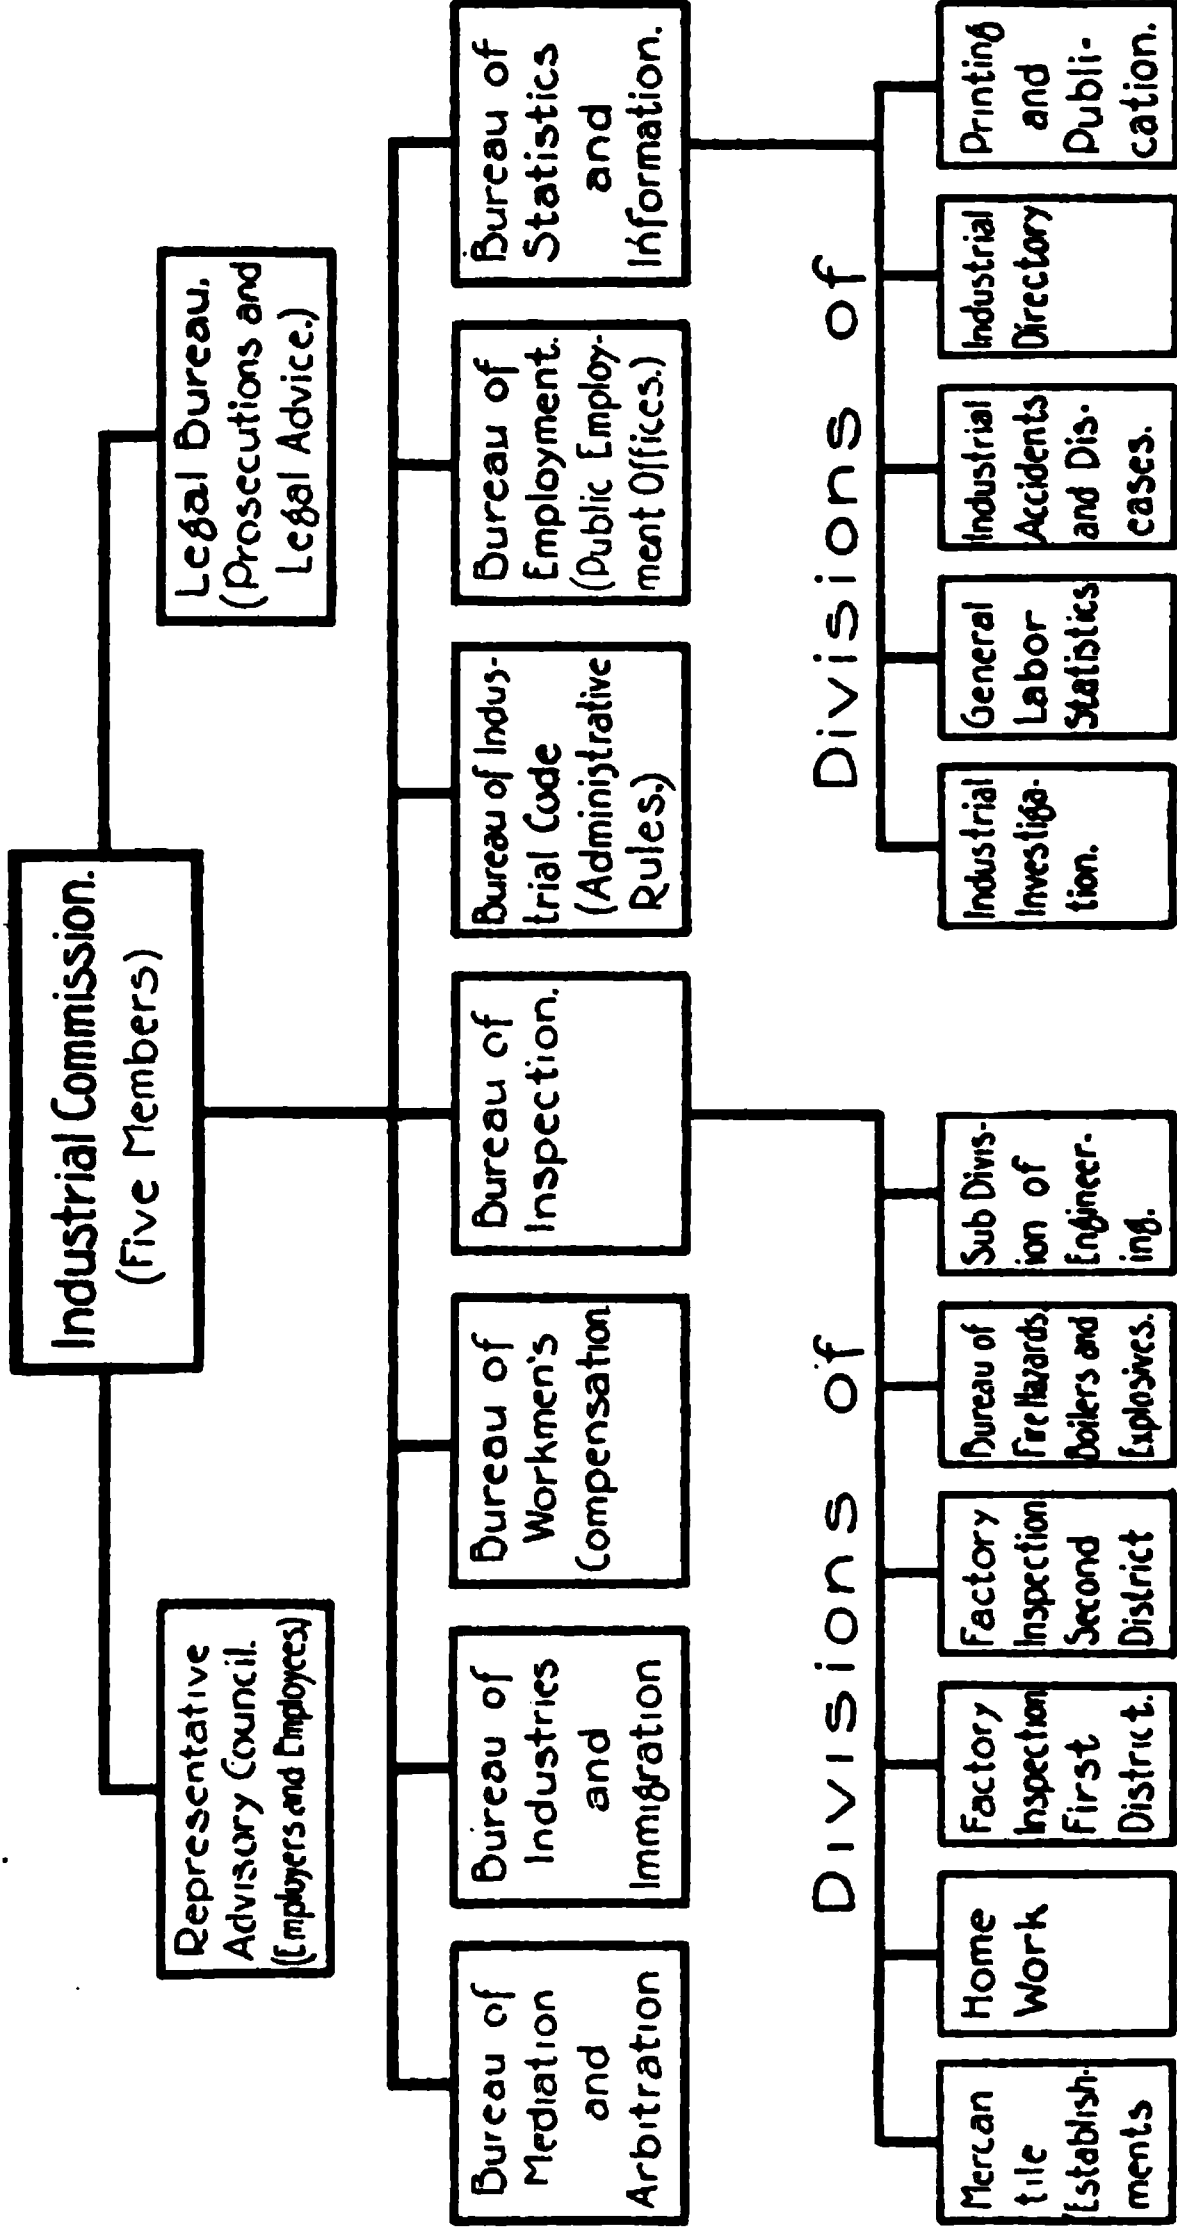 Industrial Commission.
(Five Members)
Representative
Advisory Council.
(Employers and Employees)
Legal Bureau.
(Prosecutions and
Legal Advice.)
Bureau of
Mediation
and
Arbitration
Bureau of
Industries
and
Immigration
Bureau of
Workmen's
Compensation
Bureau of
Inspection.
Bureau of Indus-
trial Code
(Administrative
Rules.)
Bureau of
Employment.
(Public Employ-
ment Offices.)
Bureau of
Statistics
and
Information.
Divisions of
Mercan
tile
Establish-
ments
Home
Work
Factory
Inspection
First
District.
Factory
Inspection
Second
District
Bureau of
Fire Hazards,
Boilers and
Explosives.
Sub Divis-
ion of
Engineer-
ing.
Divisions of
Industrial
Investiga-
tion.
General
Labor
Statistics
Industrial
Accidents
and Dis-
eases.
Industrial
Directory
Printing
and
Publi-
cation.